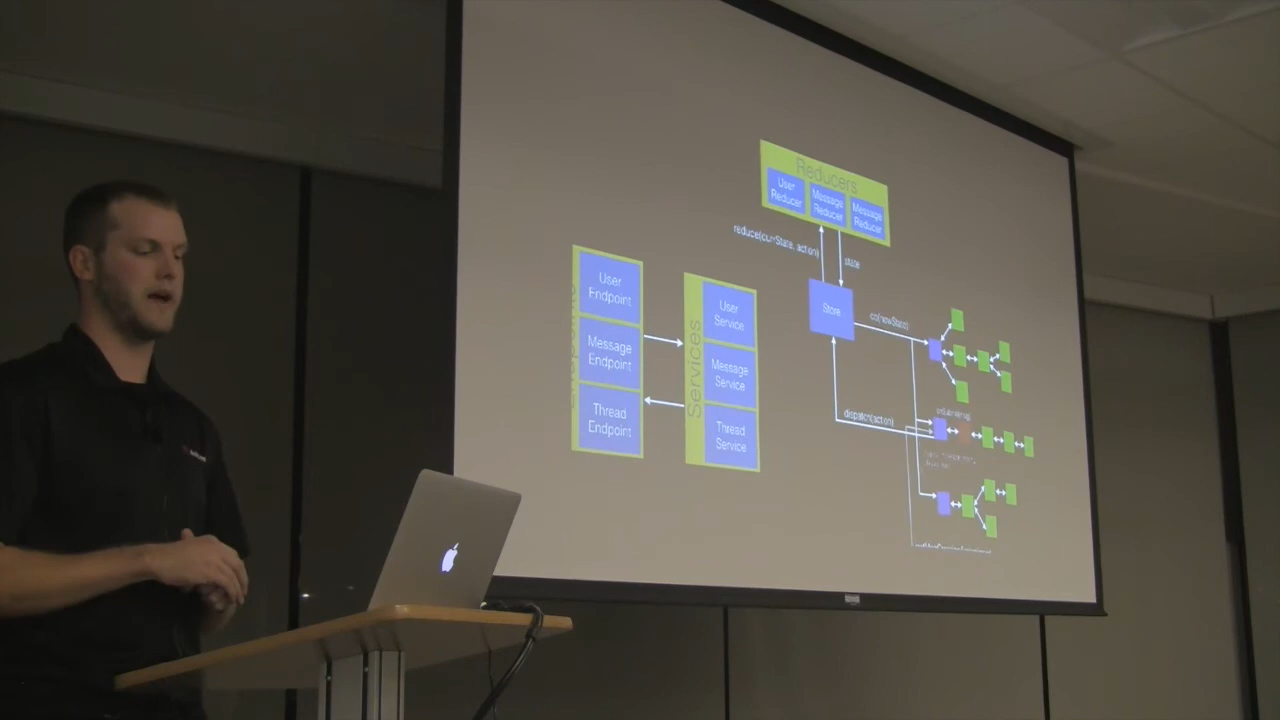 Reducers
User
Reducer
Message
Reducer
Message
Reducer
reduce(currState, action)
state
Store
cb(newState)
dispatch(action)
User
Endpoint
Message
Endpoint
Thread
Endpoint
Services
User
Service
Message
Service
Thread
Service